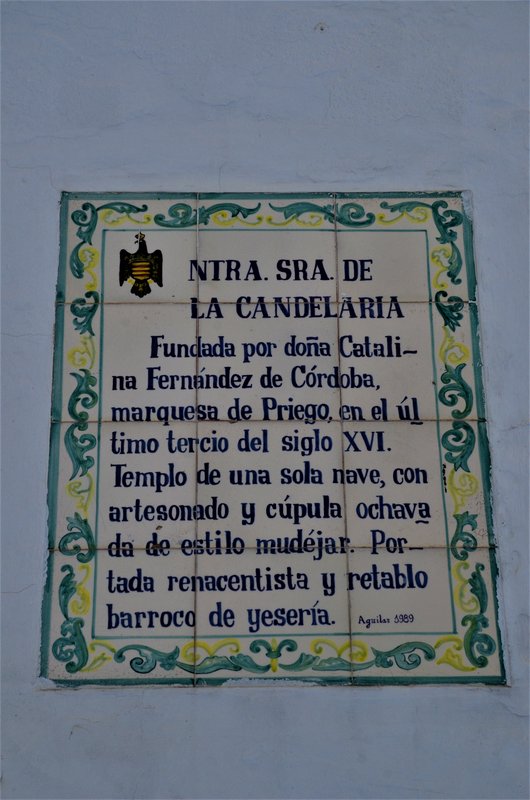 NTRA. SRA. DE
LA CANDELARIA
Fundada por doña Catali-
na Fernández de Córdoba,
marquesa de Priego, en el úl
timo tercio del siglo XVI.
Templo de una sola nave, con
artesonado y cúpula ochava
da de estilo mudéjar. Por-
tada renacentista y retablo
barroco de yesería.
Aguilar 1989